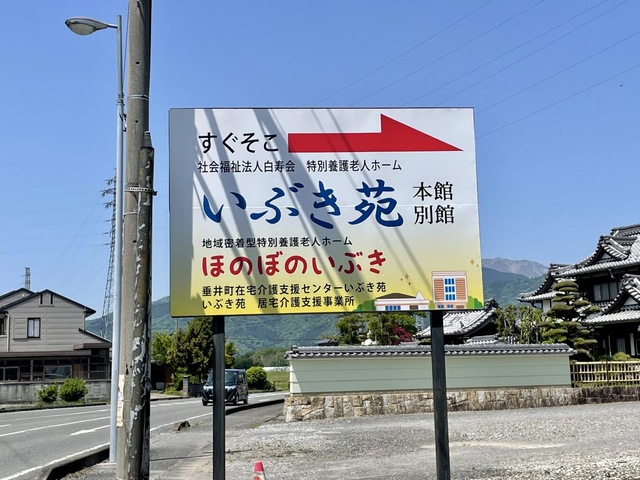 すぐそこ
社会福祉法人白寿会 特別養護老人ホーム
いぶき苑 本館 別館
地域密着型特別養護老人ホーム
ほのぼのいぶき
垂井町在宅介護支援センターいぶき苑
いぶき苑 居宅介護支援事業所